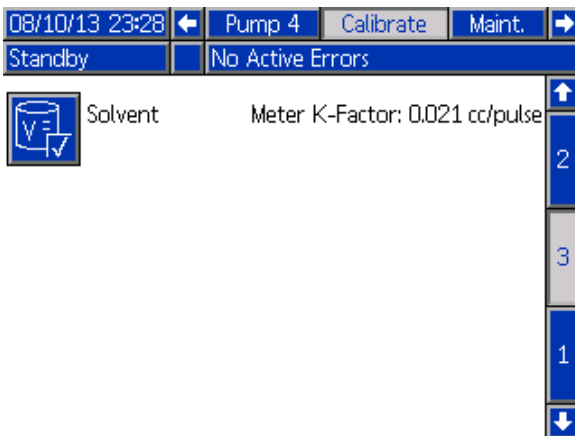 08/10/13 23:28 Pump 4 Calibrate Maint.
Standby No Active Errors
Solvent Meter K-Factor: 0.021 cc/pulse
V
2
3
1